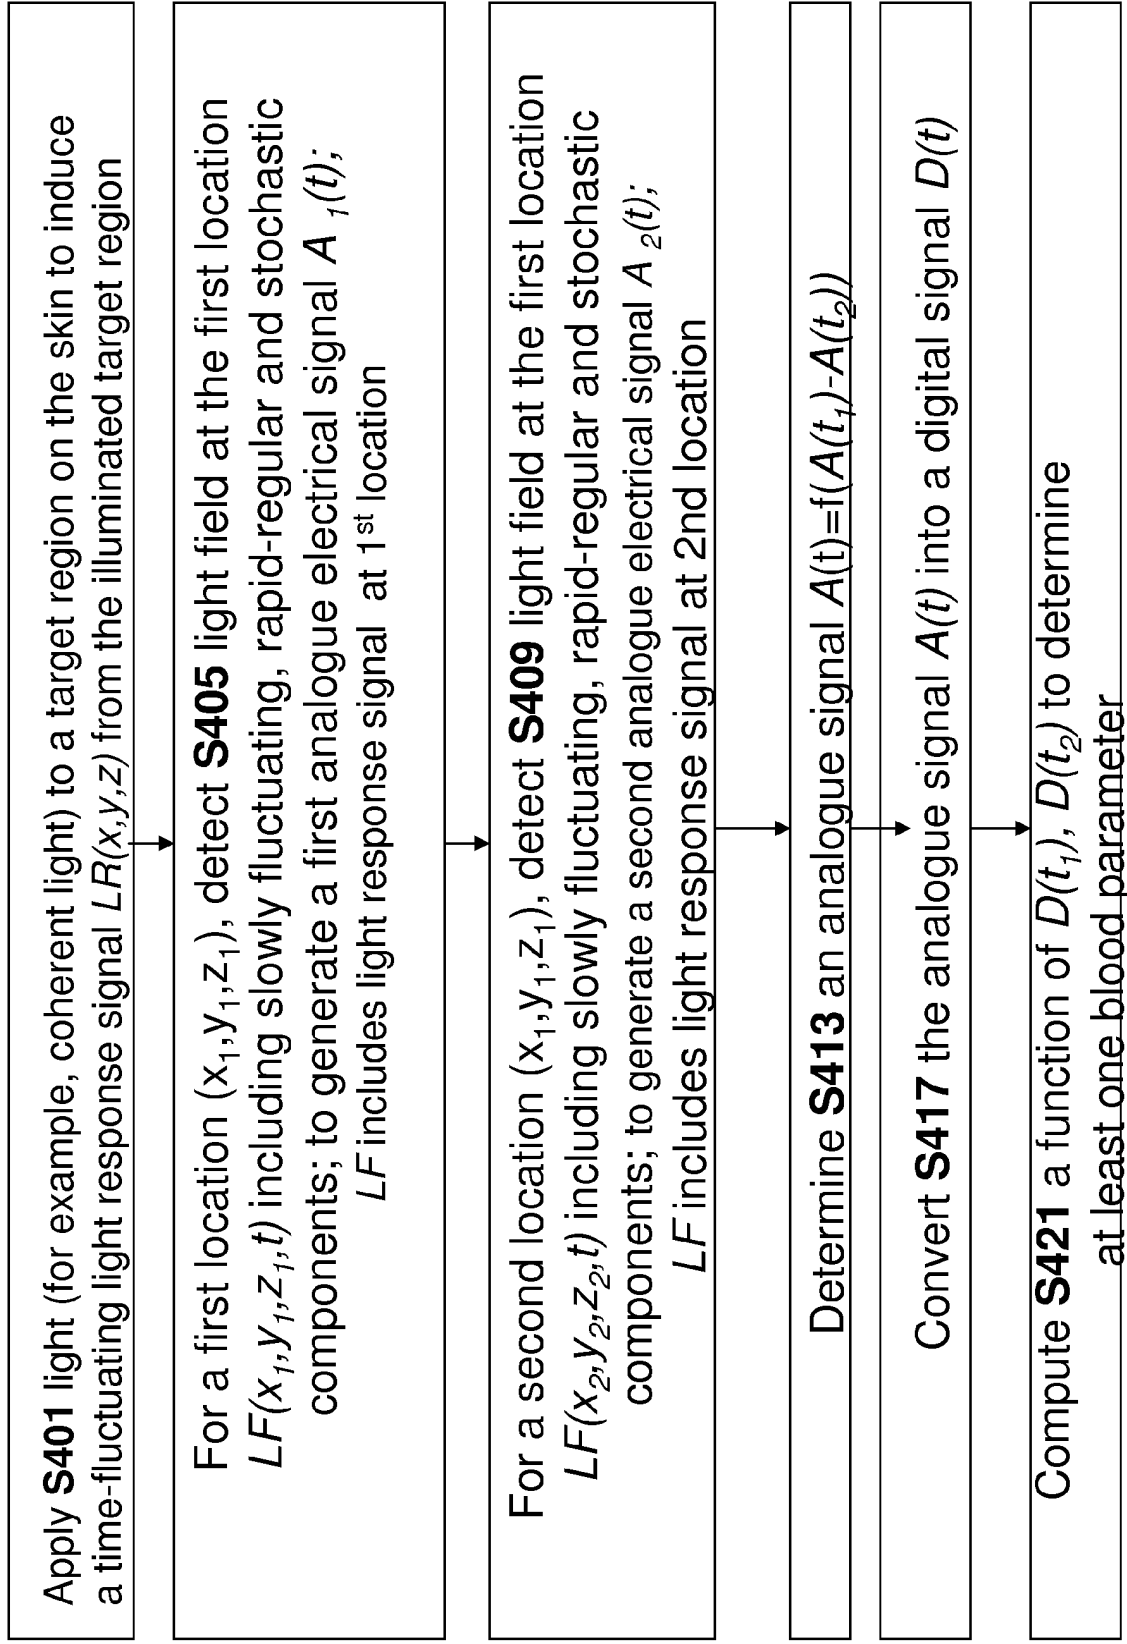 Apply S401 light (for example, coherent light) to a target region on the skin to induce
a time-fluctuating light response signal LR(x,y,z) from the illuminated target region
For a first location (x₁,y₁,z₁), detect S405 light field at the first location
LF(x₁,y₁,z₁,t) including slowly fluctuating, rapid-regular and stochastic
components; to generate a first analogue electrical signal A ₁(t);
LF includes light response signal at 1ˢᵗ location
For a second location (x₁,y₁,z₁), detect S409 light field at the first location
LF(x₂,y₂,z₂,t) including slowly fluctuating, rapid-regular and stochastic
components; to generate a second analogue electrical signal A ₂(t);
LF includes light response signal at 2nd location
Determine S413 an analogue signal A(t)=f(A(t₁)-A(t₂))
Convert S417 the analogue signal A(t) into a digital signal D(t)
Compute S421 a function of D(t₁), D(t₂) to determine
at least one blood parameter